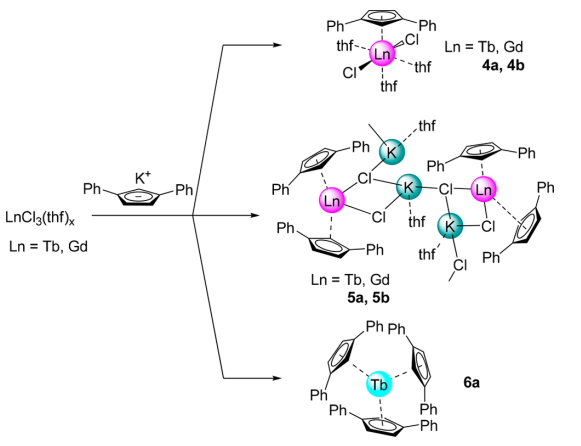 Ph Ph
thf Cl
Ln
Cl thf
thf
Ln = Tb, Gd
4a, 4b
K+
Ph Ph
LnCl3(thf)x
Ln = Tb, Gd
thf
K
Ph Ph
Cl K Cl Ln
Ln Cl
thf
K Cl
thf
Cl
Ph Ph
Ph Ph
Ph Ph
Ln = Tb, Gd
5a, 5b
Ph Ph
Tb
Ph Ph
Ph Ph
6a